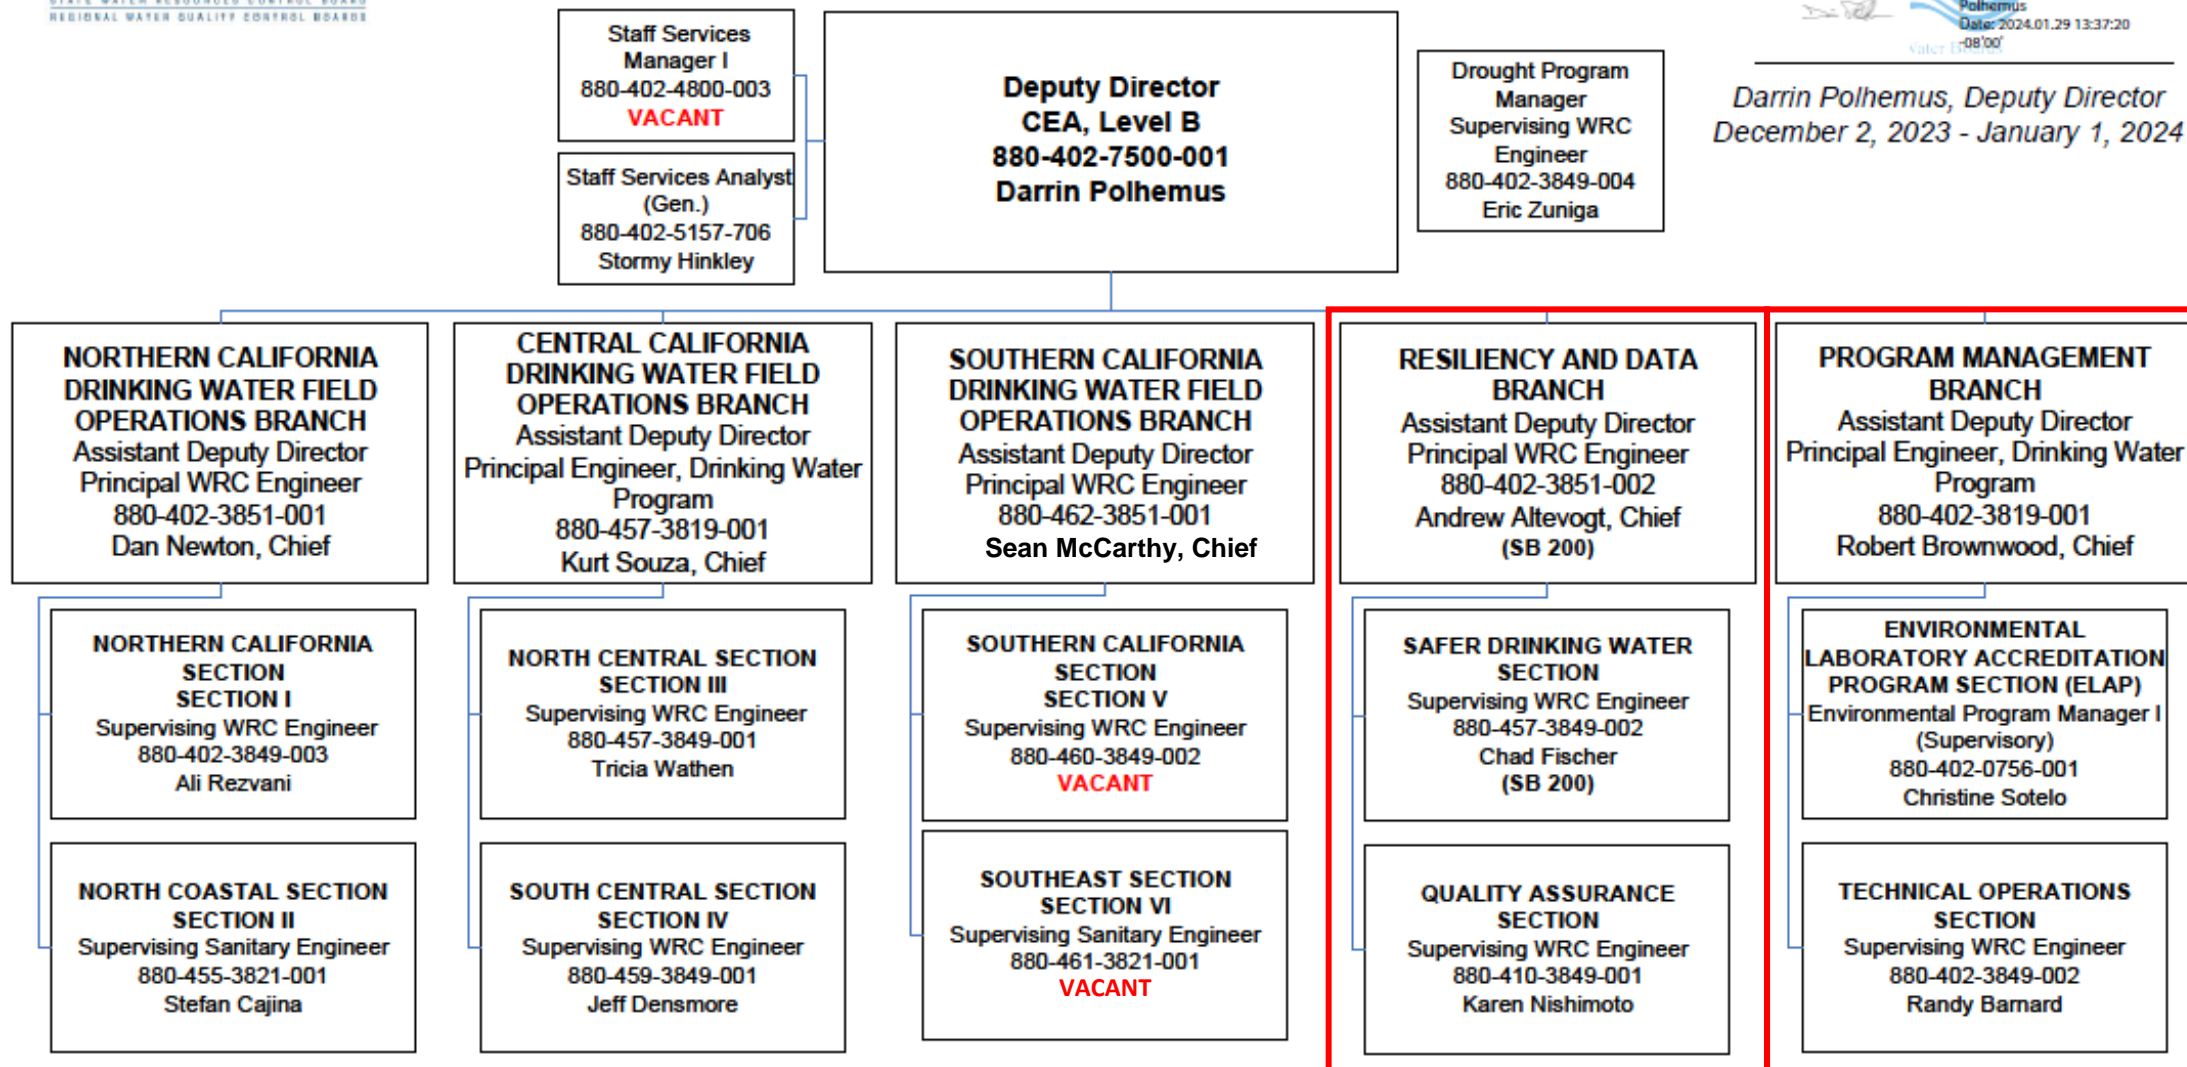 STATE WATER RESOURCES CONTROL BOARD
REGIONAL WATER QUALITY CONTROL BOARDS
Staff Services
Manager I
880-402-4800-003
VACANT
Staff Services Analyst
(Gen.)
880-402-5157-706
Stormy Hinkley
Deputy Director
CEA, Level B
880-402-7500-001
Darrin Polhemus
Drought Program
Manager
Supervising WRC
Engineer
880-402-3849-004
Eric Zuniga
Polhemus
Date: 2024.01.29 13:37:20
-08'00'
Darrin Polhemus, Deputy Director
December 2, 2023 - January 1, 2024
NORTHERN CALIFORNIA
DRINKING WATER FIELD
OPERATIONS BRANCH
Assistant Deputy Director
Principal WRC Engineer
880-402-3851-001
Dan Newton, Chief
CENTRAL CALIFORNIA
DRINKING WATER FIELD
OPERATIONS BRANCH
Assistant Deputy Director
Principal Engineer, Drinking Water
Program
880-457-3819-001
Kurt Souza, Chief
SOUTHERN CALIFORNIA
DRINKING WATER FIELD
OPERATIONS BRANCH
Assistant Deputy Director
Principal WRC Engineer
880-462-3851-001
Sean McCarthy, Chief
RESILIENCY AND DATA
BRANCH
Assistant Deputy Director
Principal WRC Engineer
880-402-3851-002
Andrew Altevogt, Chief
(SB 200)
PROGRAM MANAGEMENT
BRANCH
Assistant Deputy Director
Principal Engineer, Drinking Water
Program
880-402-3819-001
Robert Brownwood, Chief
NORTHERN CALIFORNIA
SECTION
SECTION I
Supervising WRC Engineer
880-402-3849-003
Ali Rezvani
NORTH CENTRAL SECTION
SECTION III
Supervising WRC Engineer
880-457-3849-001
Tricia Wathen
SOUTHERN CALIFORNIA
SECTION
SECTION V
Supervising WRC Engineer
880-460-3849-002
VACANT
SAFER DRINKING WATER
SECTION
Supervising WRC Engineer
880-457-3849-002
Chad Fischer
(SB 200)
ENVIRONMENTAL
LABORATORY ACCREDITATION
PROGRAM SECTION (ELAP)
Environmental Program Manager I
(Supervisory)
880-402-0756-001
Christine Sotelo
NORTH COASTAL SECTION
SECTION II
Supervising Sanitary Engineer
880-455-3821-001
Stefan Cajina
SOUTH CENTRAL SECTION
SECTION IV
Supervising WRC Engineer
880-459-3849-001
Jeff Densmore
SOUTHEAST SECTION
SECTION VI
Supervising Sanitary Engineer
880-461-3821-001
VACANT
QUALITY ASSURANCE
SECTION
Supervising WRC Engineer
880-410-3849-001
Karen Nishimoto
TECHNICAL OPERATIONS
SECTION
Supervising WRC Engineer
880-402-3849-002
Randy Barnard